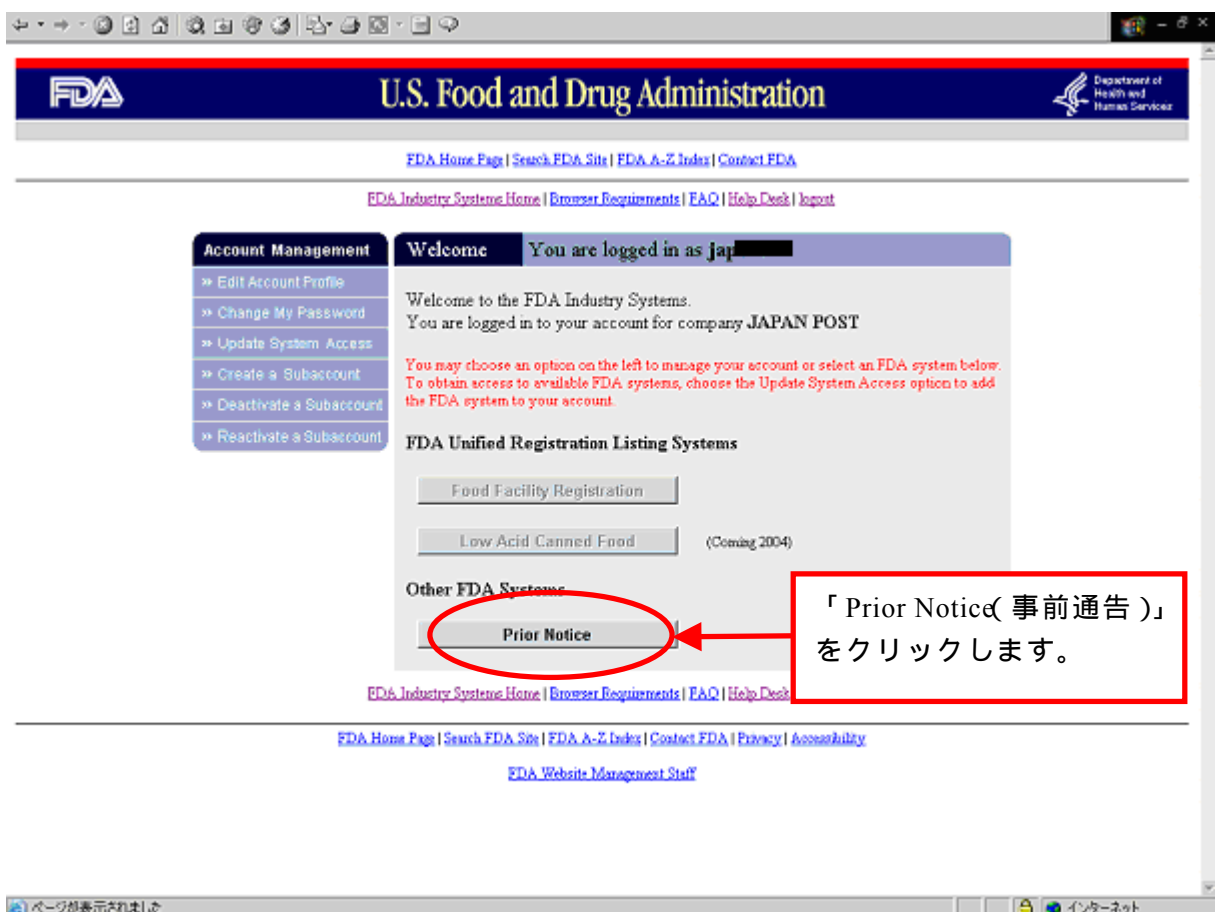 FDA
U.S. Food and Drug Administration
Department of
Health and
Human Services
FDA Home Page | Search FDA Site | FDA A-Z Index | Contact FDA
FDA Industry Systems Home | Browser Requirements | FAQ | Help Desk | logout
Account Management
» Edit Account Profile
» Change My Password
» Update System Access
» Create a Subaccount
» Deactivate a Subaccount
» Reactivate a Subaccount
Welcome You are logged in as jap
Welcome to the FDA Industry Systems.
You are logged in to your account for company JAPAN POST
You may choose an option on the left to manage your account or select an FDA system below.
To obtain access to available FDA systems, choose the Update System Access option to add
the FDA system to your account.
FDA Unified Registration Listing Systems
Food Facility Registration
Low Acid Canned Food (Coming 2004)
Other FDA Systems
Prior Notice
「Prior Notice(事前通告)」
をクリックします。
FDA Industry Systems Home | Browser Requirements | FAQ | Help Desk
FDA Home Page | Search FDA Site | FDA A-Z Index | Contact FDA | Privacy | Accessibility
FDA Website Management Staff
ページが表示されました
インターネット